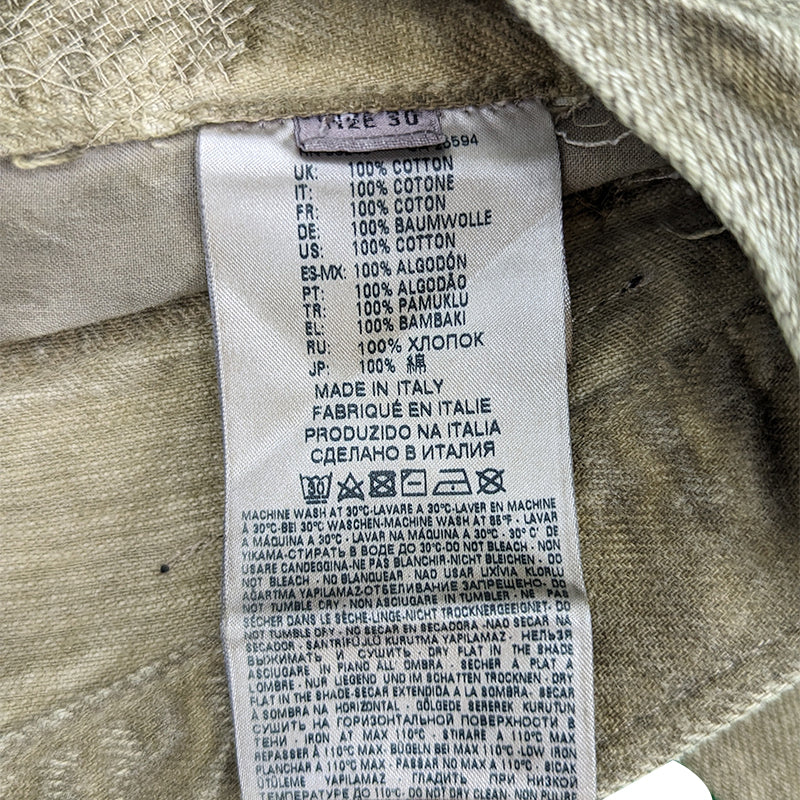 SIZE 30
594
UK: 100% COTTON
IT: 100% COTONE
FR: 100% COTON
DE: 100% BAUMWOLLE
US: 100% COTTON
ES-MX: 100% ALGODÓN
PT: 100% ALGODÃO
TR: 100% PAMUKLU
EL: 100% BAMBAKI
RU: 100% ХЛОПОК
JP: 100% 綿
MADE IN ITALY
FABRIQUÉ EN ITALIE
PRODUZIDO NA ITALIA
СДЕЛАНО В ИТАЛИЯ
30
MACHINE WASH AT 30°C-LAVARE A 30°C-LAVER EN MACHINE
À 30°C-BEI 30°C WASCHEN-MACHINE WASH AT 85°F - LAVAR
A MÁQUINA A 30°C - LAVAR NA MÁQUINA A 30°C - 30° C' DE
YIKAMA-СТИРАТЬ В ВОДЕ ДО 30°C-DO NOT BLEACH - NON
USARE CANDEGGINA-NE PAS BLANCHIR-NICHT BLEICHEN - DO
NOT BLEACH - NO BLANQUEAR - NAO USAR LIXÍVIA KLORLU
AĞARTMA YAPILAMAZ-ОТБЕЛИВАНИЕ ЗАПРЕЩЕНО- DO
NOT TUMBLE DRY - NON ASCIUGARE IN TUMBLER - NE PAS
SÉCHER DANS LE SÈCHE-LINGE-NICHT TROCKNERGEEIGNET- DO
NOT TUMBLE DRY - NO SECAR EN SECADORA -NAO SECAR NA
SECADOR - SANTRIFÜJLÜ KURUTMA YAPILAMAZ - НЕЛЬЗЯ
ВЫЖИМАТЬ И СУШИТЬ - DRY FLAT IN THE SHADE
ASCIUGARE IN PIANO ALL OMBRA - SÉCHER À PLAT A
L'OMBRE - NUR LIEGEND UND IM SCHATTEN TROCKNEN - DRY
FLAT IN THE SHADE-SECAR EXTENDIDA A LA SOMBRA- SECAR
À SOMBRA NA HORIZONTAL - GÖLGEDE SEREREK KURUTUN
СУШИТЬ НА ГОРИЗОНТАЛЬНОЙ ПОВЕРХНОСТИ В
ТЕНИ - IRON AT MAX 110°C - STIRARE A 110°C MAX
REPASSER À 110°C MAX - BÜGELN BEI MAX 110°C -LOW IRON
PLANCHAR A 110°C MAX - PASSAR NO MAX A 110°C - SICAK
ÜTÜLEME YAPILAMAZ ГЛАДИТЬ ПРИ НИЗКОЙ
ТЕМПЕРАТУРЕ ДО 110°C- DO NOT DRY CLEAN - NON PULIRE